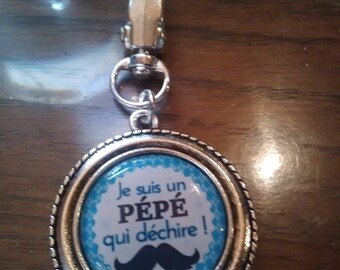 Je suis un
PÉPÉ
qui déchire !